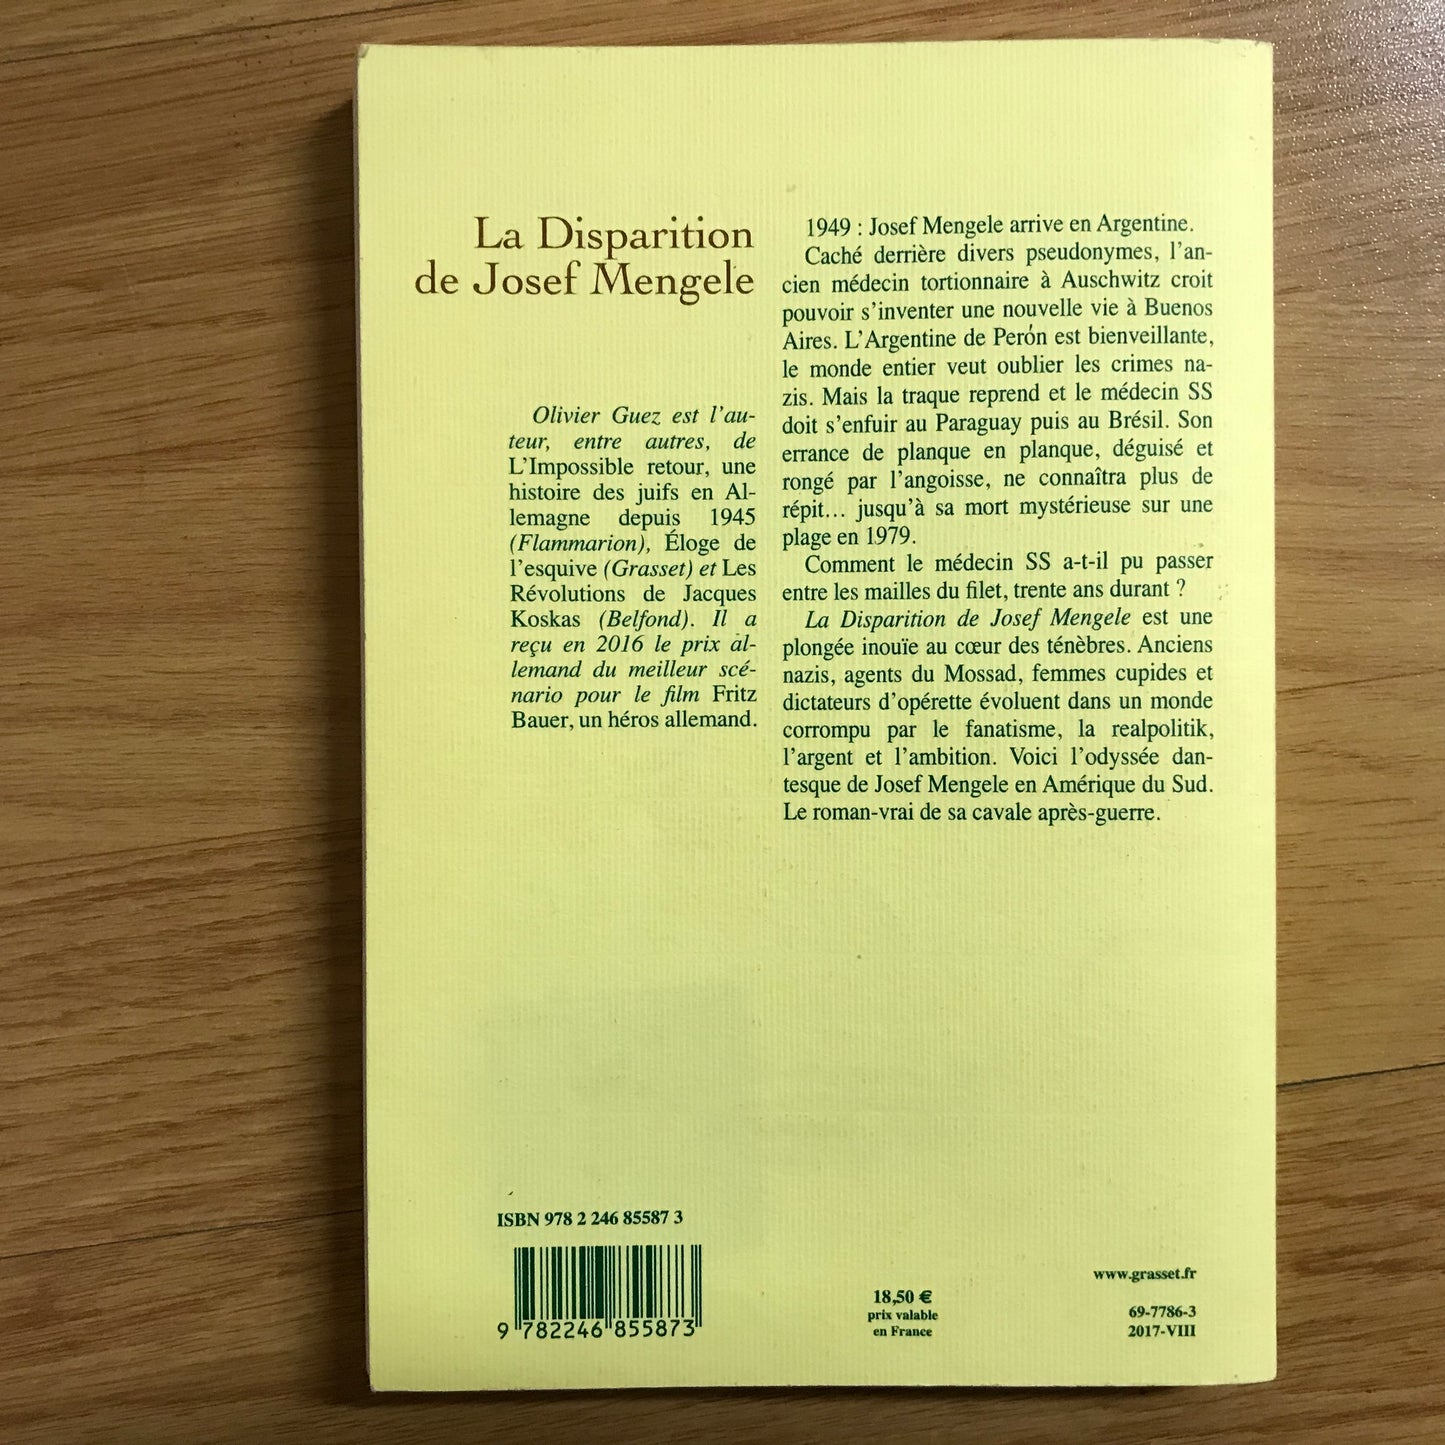 La Disparition
de Josef Mengele
Olivier Guez est l'au-
teur, entre autres, de
L'Impossible retour, une
histoire des juifs en Al-
lemagne depuis 1945
(Flammarion), Éloge de
l'esquive (Grasset) et Les
Révolutions de Jacques
Koskas (Belfond). Il a
reçu en 2016 le prix al-
lemand du meilleur scé-
nario pour le film Fritz
Bauer, un héros allemand.
1949 : Josef Mengele arrive en Argentine.
Caché derrière divers pseudonymes, l'an-
cien médecin tortionnaire à Auschwitz croit
pouvoir s'inventer une nouvelle vie à Buenos
Aires. L'Argentine de Perón est bienveillante,
le monde entier veut oublier les crimes na-
zis. Mais la traque reprend et le médecin SS
doit s'enfuir au Paraguay puis au Brésil. Son
errance de planque en planque, déguisé et
rongé par l'angoisse, ne connaîtra plus de
répit... jusqu'à sa mort mystérieuse sur une
plage en 1979.
Comment le médecin SS a-t-il pu passer
entre les mailles du filet, trente ans durant ?
La Disparition de Josef Mengele est une
plongée inouïe au cœur des ténèbres. Anciens
nazis, agents du Mossad, femmes cupides et
dictateurs d'opérette évoluent dans un monde
corrompu par le fanatisme, la realpolitik,
l'argent et l'ambition. Voici l'odyssée dan-
tesque de Josef Mengele en Amérique du Sud.
Le roman-vrai de sa cavale après-guerre.
ISBN 978 2 246 85587 3
9 782246 855873
18,50 €
prix valable
en France
www.grasset.fr
69-7786-3
2017-VIII